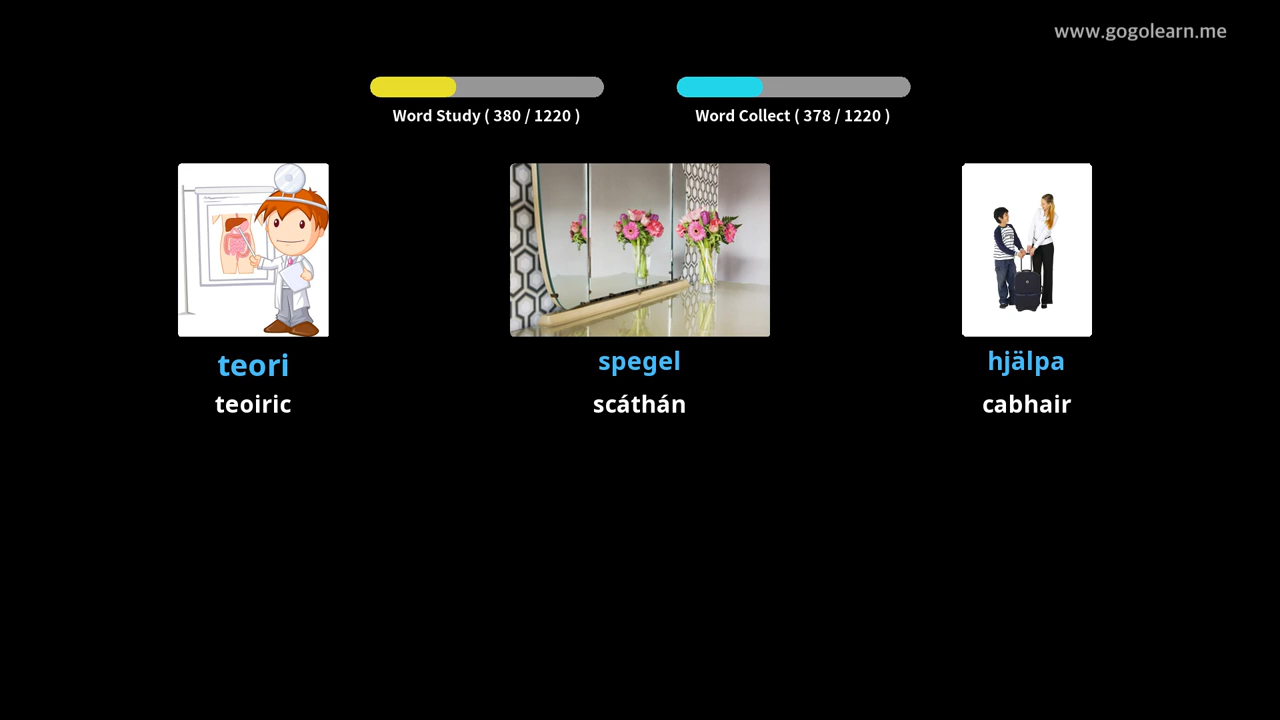 www.gogolearn.me
Word Study ( 380 / 1220 )
Word Collect ( 378 / 1220 )
teori
teoiric
spegel
scáthán
hjälpa
cabhair